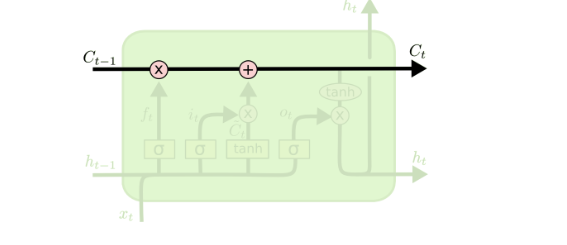 h_t
C_{t-1} x + C_t
tanh
f_t i_t x o_t x
C̃_t
σ σ tanh σ
h_{t-1} h_t
x_t